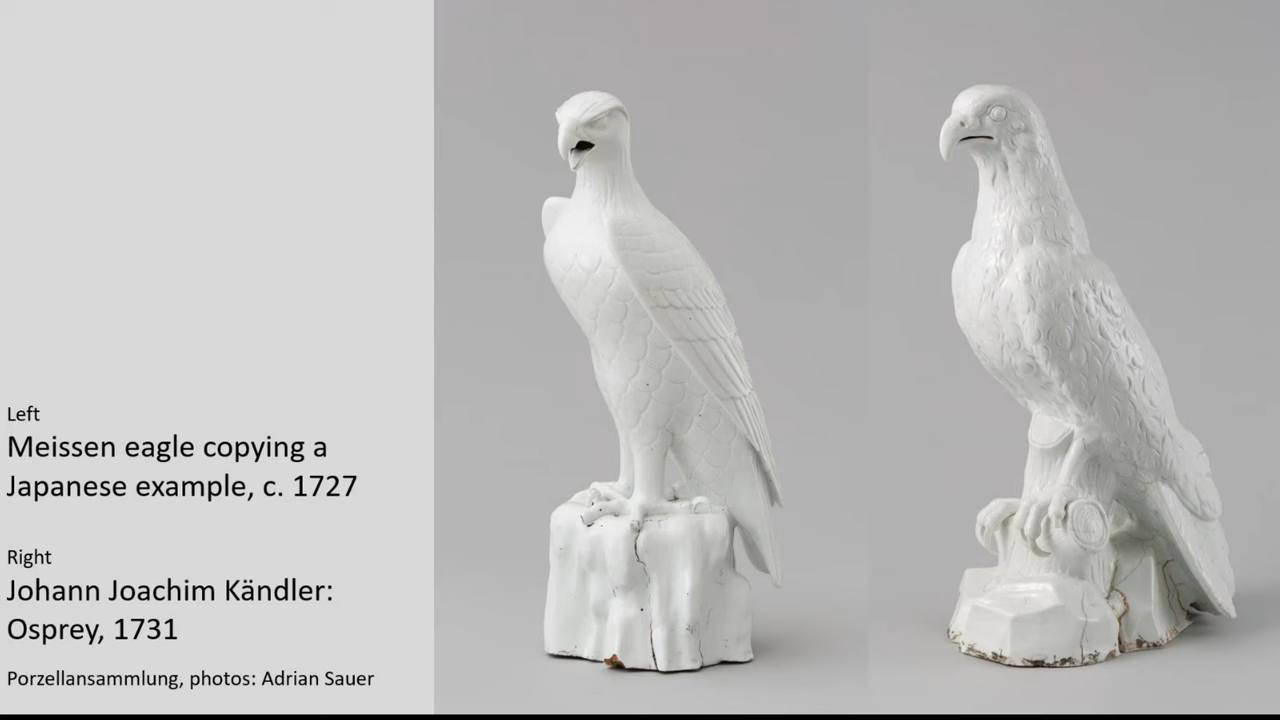 Left
Meissen eagle copying a
Japanese example, c. 1727
Right
Johann Joachim Kändler:
Osprey, 1731
Porzellansammlung, photos: Adrian Sauer